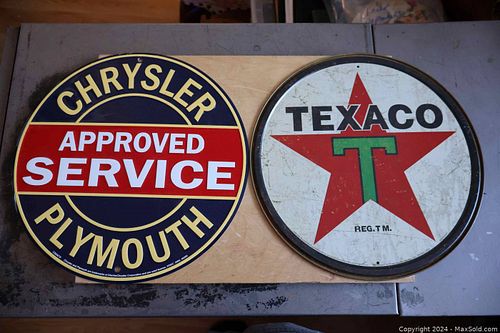 CHRYSLER
APPROVED
SERVICE
PLYMOUTH
TEXACO
T
REG. T.M.
Copyright 2024 - MaxSold.com